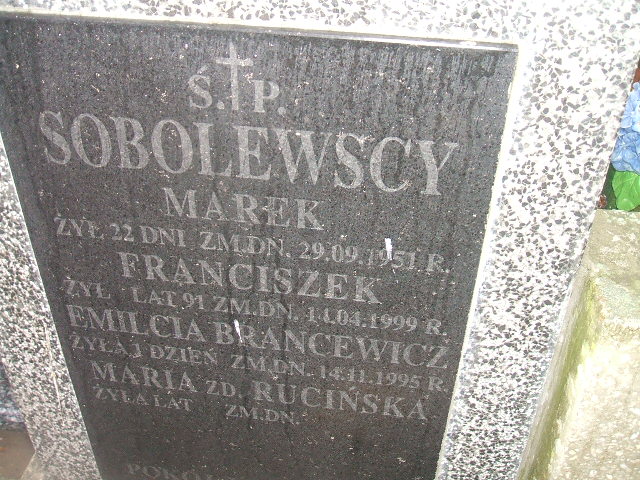 Ś. P.
SOBOLEWSCY
MAREK
ŻYŁ 22 DNI ZM.DN. 29.09.1951 R.
FRANCISZEK
ŻYŁ LAT 91 ZM.DN. 14.04.1999 R.
EMILCIA BRANCEWICZ
ŻYŁA 1 DZIEŃ ZM.DN. 14.11.1995 R.
MARIA ZD. RUCIŃSKA
ŻYŁA LAT ZM.DN.